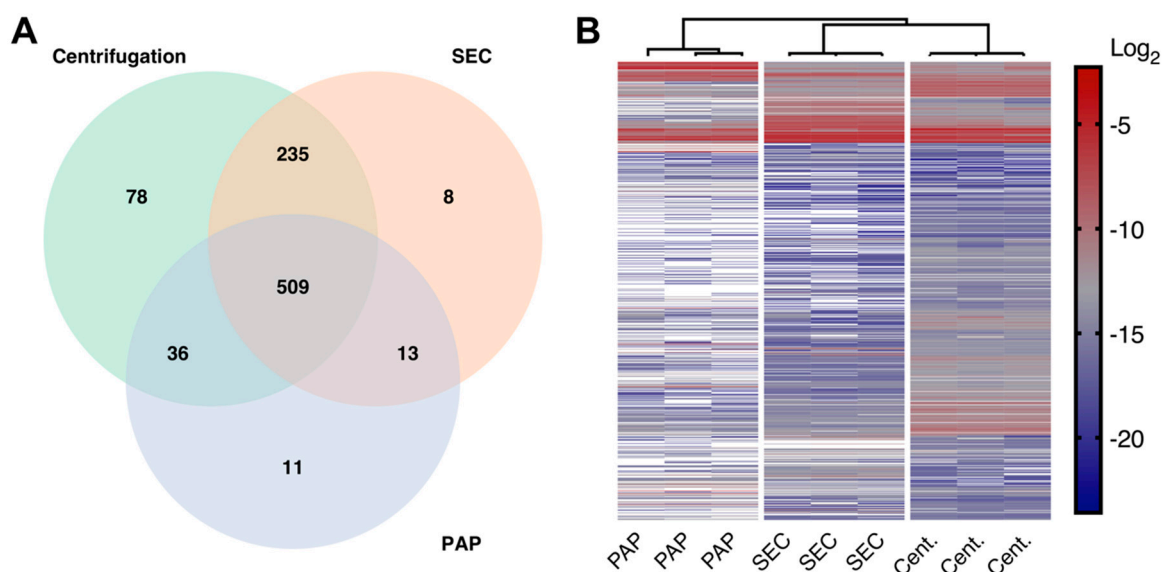 A
Centrifugation
SEC
235
78
8
509
36
13
11
PAP
B
Log2
-5
-10
-15
-20
PAP PAP PAP SEC SEC SEC Cent. Cent. Cent.